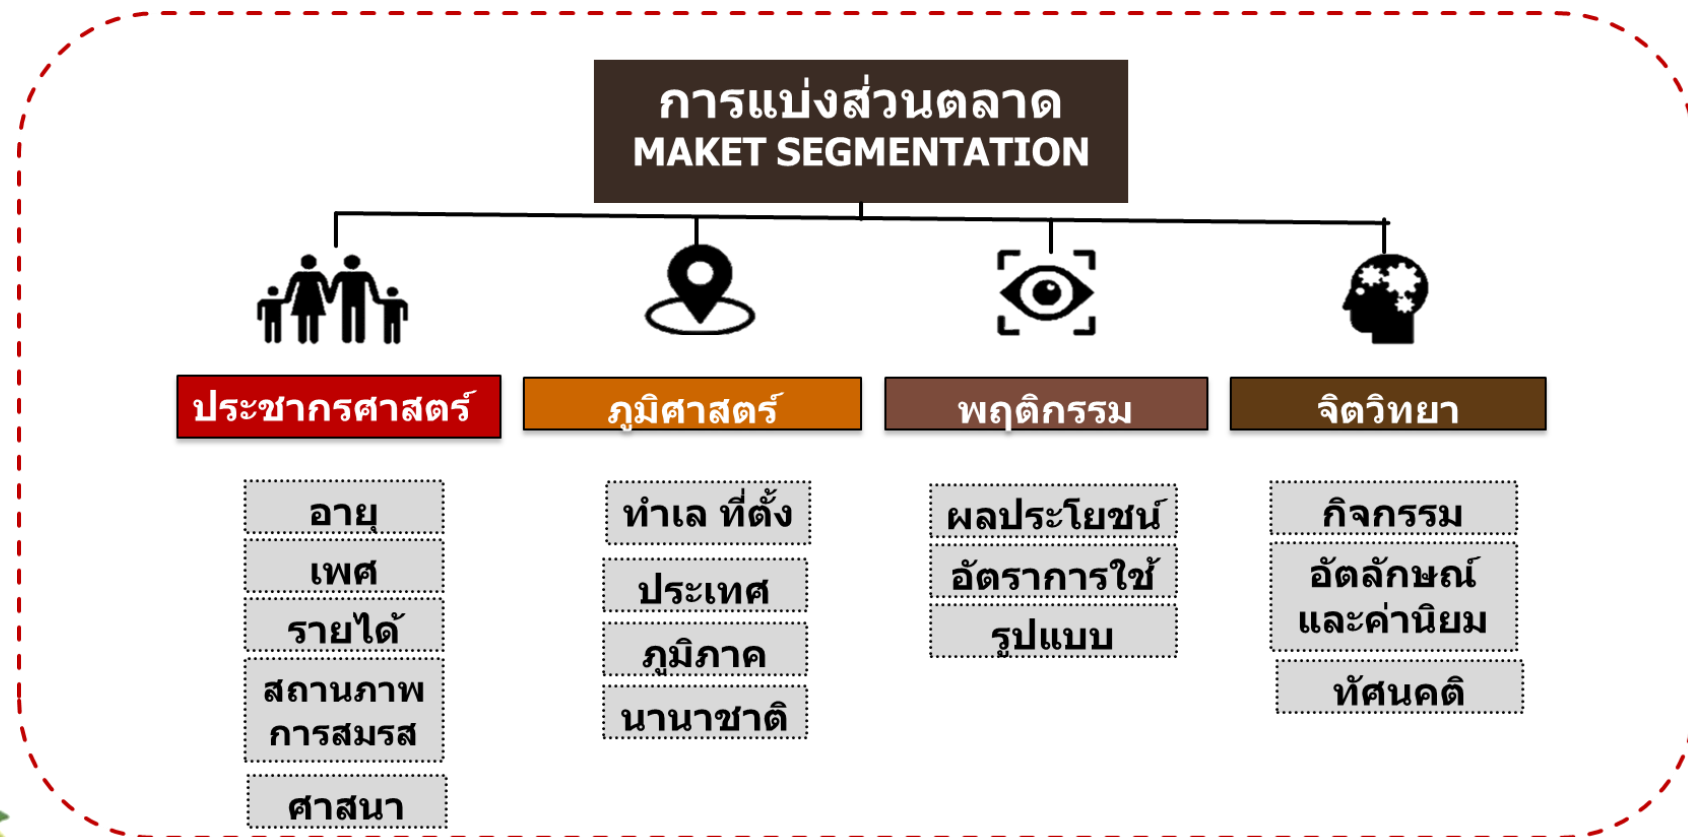 การแบ่งส่วนตลาด
MAKET SEGMENTATION
ประชากรศาสตร์
ภูมิศาสตร์
พฤติกรรม
จิตวิทยา
อายุ
เพศ
รายได้
สถานภาพ
การสมรส
ศาสนา
ทำเล ที่ตั้ง
ประเทศ
ภูมิภาค
นานาชาติ
ผลประโยชน์
อัตราการใช้
รูปแบบ
กิจกรรม
อัตลักษณ์
และค่านิยม
ทัศนคติ